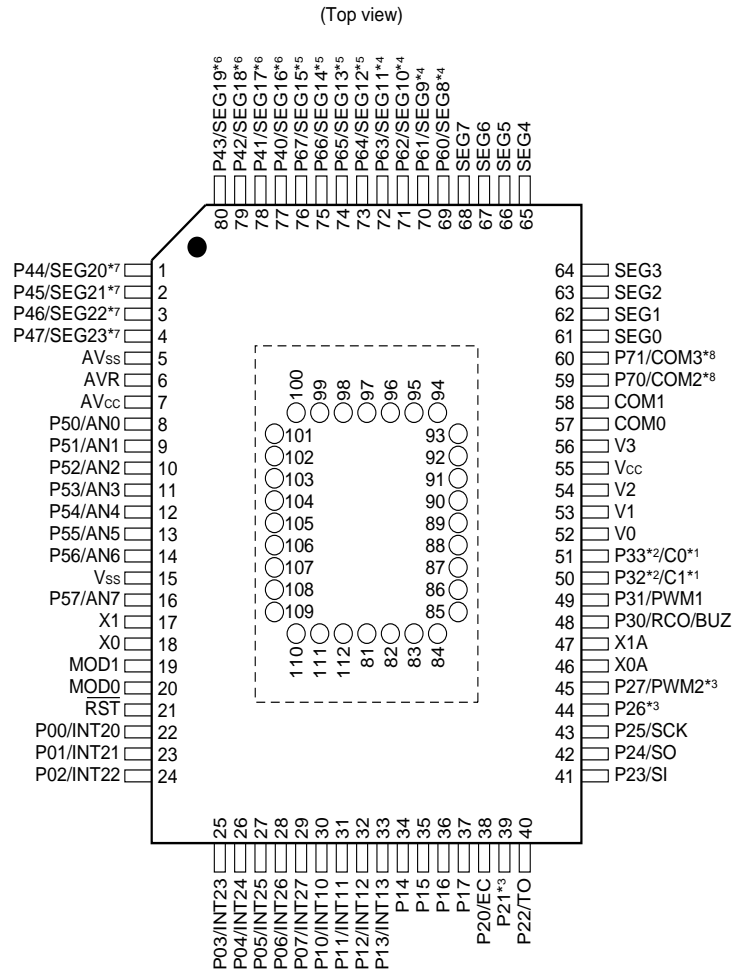 (Top view)
P43/SEG19*6
P42/SEG18*6
P41/SEG17*6
P40/SEG16*6
P67/SEG15*5
P66/SEG14*5
P65/SEG13*5
P64/SEG12*5
P63/SEG11*4
P62/SEG10*4
P61/SEG9*4
P60/SEG8*4
SEG7
SEG6
SEG5
SEG4
80
79
78
77
76
75
74
73
72
71
70
69
68
67
66
65
P44/SEG20*7 1
P45/SEG21*7 2
P46/SEG22*7 3
P47/SEG23*7 4
AVSS 5
AVR 6
AVCC 7
P50/AN0 8
P51/AN1 9
P52/AN2 10
P53/AN3 11
P54/AN4 12
P55/AN5 13
P56/AN6 14
VSS 15
P57/AN7 16
X1 17
X0 18
MOD1 19
MOD0 20
RST 21
P00/INT20 22
P01/INT21 23
P02/INT22 24
100
99
98
97
96
95
94
101
102
103
104
105
106
107
108
109
93
92
91
90
89
88
87
86
85
110
111
112
81
82
83
84
64 SEG3
63 SEG2
62 SEG1
61 SEG0
60 P71/COM3*8
59 P70/COM2*8
58 COM1
57 COM0
56 V3
55 VCC
54 V2
53 V1
52 V0
51 P33*2/C0*1
50 P32*2/C1*1
49 P31/PWM1
48 P30/RCO/BUZ
47 X1A
46 X0A
45 P27/PWM2*3
44 P26*3
43 P25/SCK
42 P24/SO
41 P23/SI
25
26
27
28
29
30
31
32
33
34
35
36
37
38
39
40
P03/INT23
P04/INT24
P05/INT25
P06/INT26
P07/INT27
P10/INT10
P11/INT11
P12/INT12
P13/INT13
P14
P15
P16
P17
P20/EC
P21*3
P22/TO